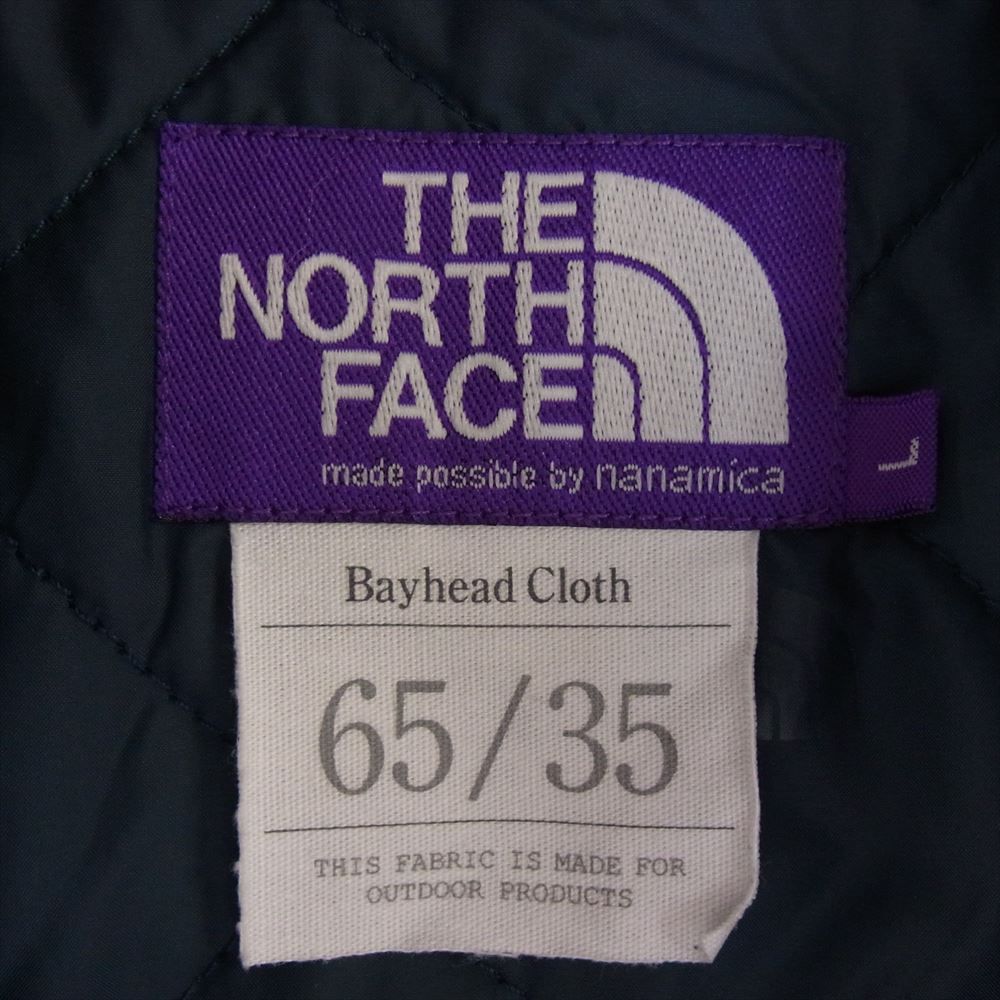 THE
NORTH
FACE
made possible by nanamica
L
Bayhead Cloth
65/35
THIS FABRIC IS MADE FOR
OUTDOOR PRODUCTS